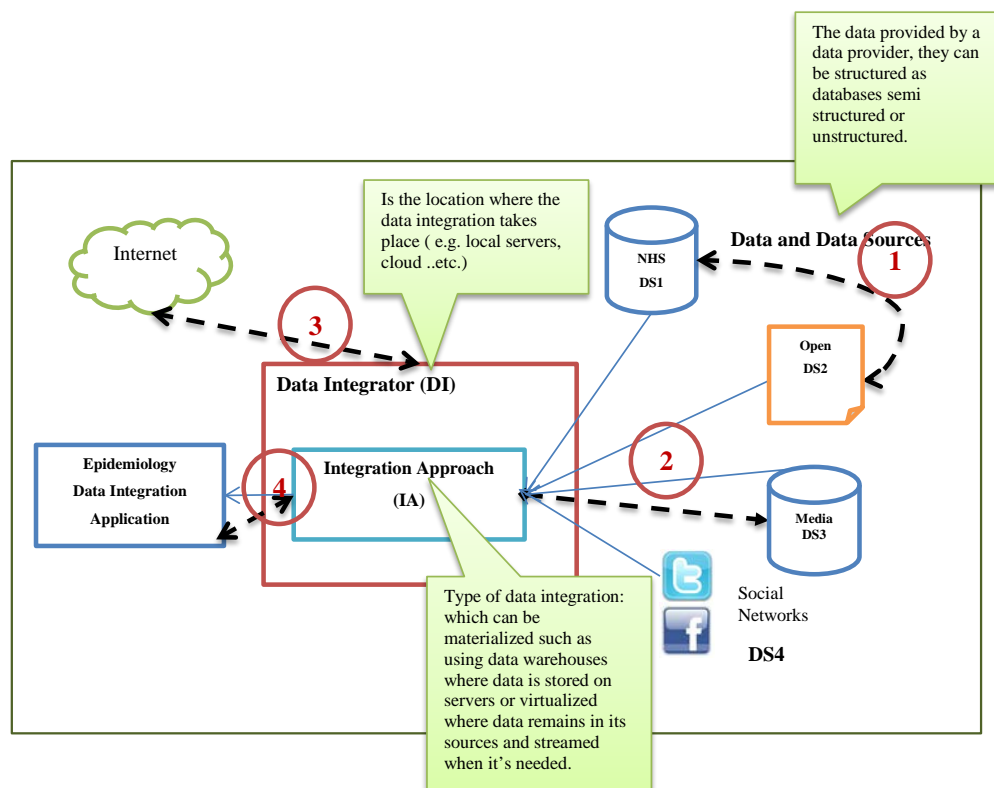 The data provided by a
data provider, they can
be structured as
databases semi
structured or
unstructured.
Is the location where the
data integration takes
place ( e.g. local servers,
cloud ..etc.)
Internet
NHS
DS1
Data and Data Sources
1
3
Open
DS2
Data Integrator (DI)
2
Epidemiology
Data Integration
Application
4
Integration Approach
(IA)
Media
DS3
Social
Networks
DS4
t
f
Type of data integration:
which can be
materialized such as
using data warehouses
where data is stored on
servers or virtualized
where data remains in its
sources and streamed
when it’s needed.